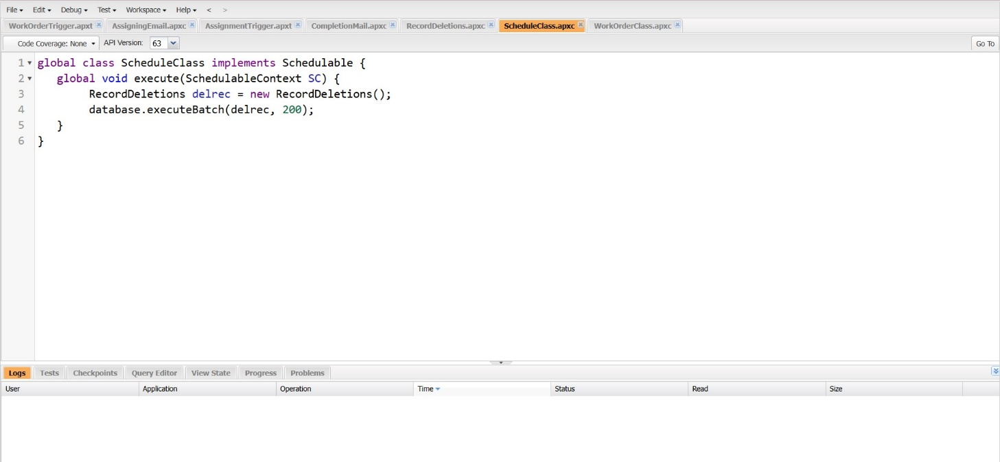 File Edit Debug Test Workspace Help < >
WorkOrderTrigger.apxt AssigningEmail.apxc AssignmentTrigger.apxt CompletionMail.apxc RecordDeletions.apxc ScheduleClass.apxc WorkOrderClass.apxc
Code Coverage: None API Version: 63 Go To
1 global class ScheduleClass implements Schedulable {
2 global void execute(SchedulableContext SC) {
3 RecordDeletions delrec = new RecordDeletions();
4 database.executeBatch(delrec, 200);
5 }
6 }
Logs Tests Checkpoints Query Editor View State Progress Problems
User Application Operation Time Status Read Size